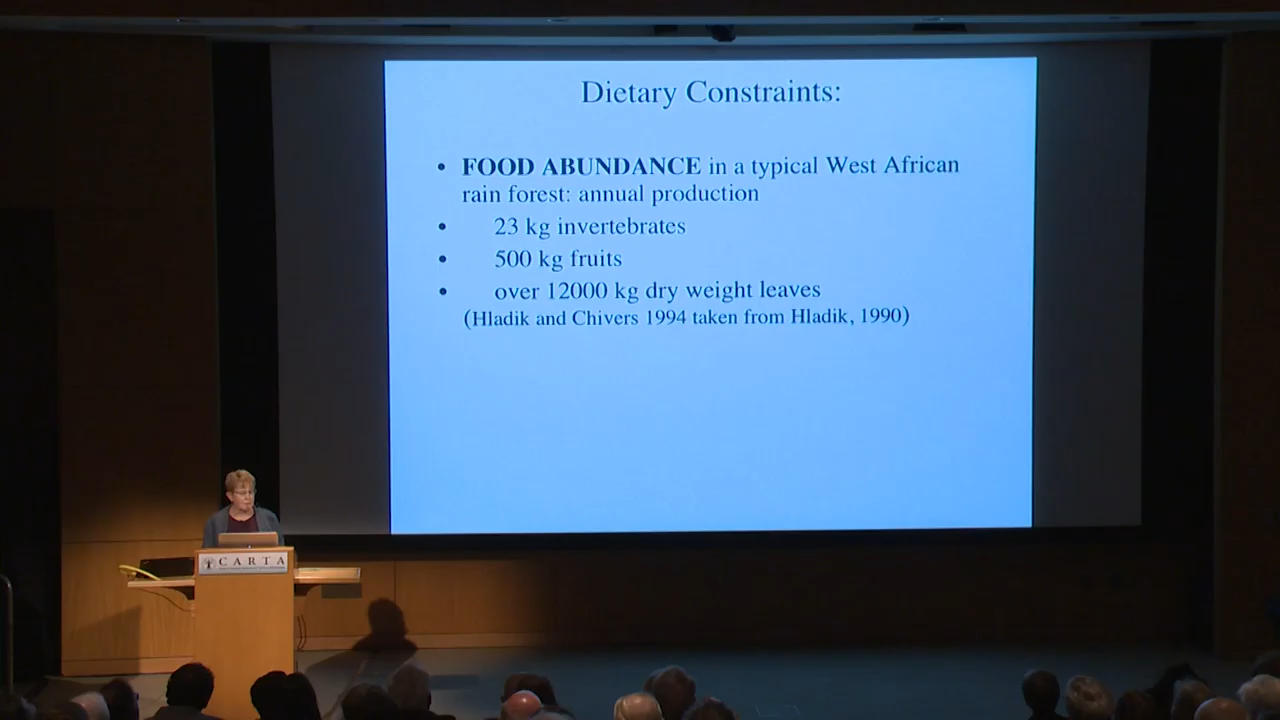 Dietary Constraints:
• FOOD ABUNDANCE in a typical West African
rain forest: annual production
• 23 kg invertebrates
• 500 kg fruits
• over 12000 kg dry weight leaves
(Hladik and Chivers 1994 taken from Hladik, 1990)
CARTA